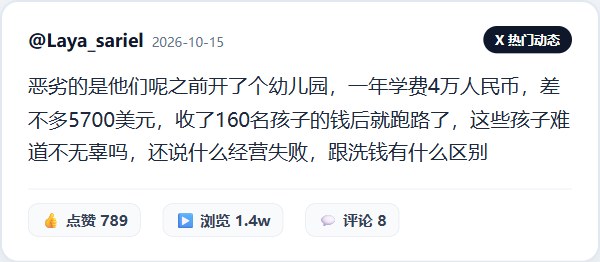 @Laya_sariel 2026-10-15 X 热门动态
恶劣的是他们呢之前开了个幼儿园，一年学费4万人民币，差
不多5700美元，收了160名孩子的钱后就跑路了，这些孩子难
道不无辜吗，还说什么经营失败，跟洗钱有什么区别
👍 点赞 789 ▶️ 浏览 1.4w 💬 评论 8